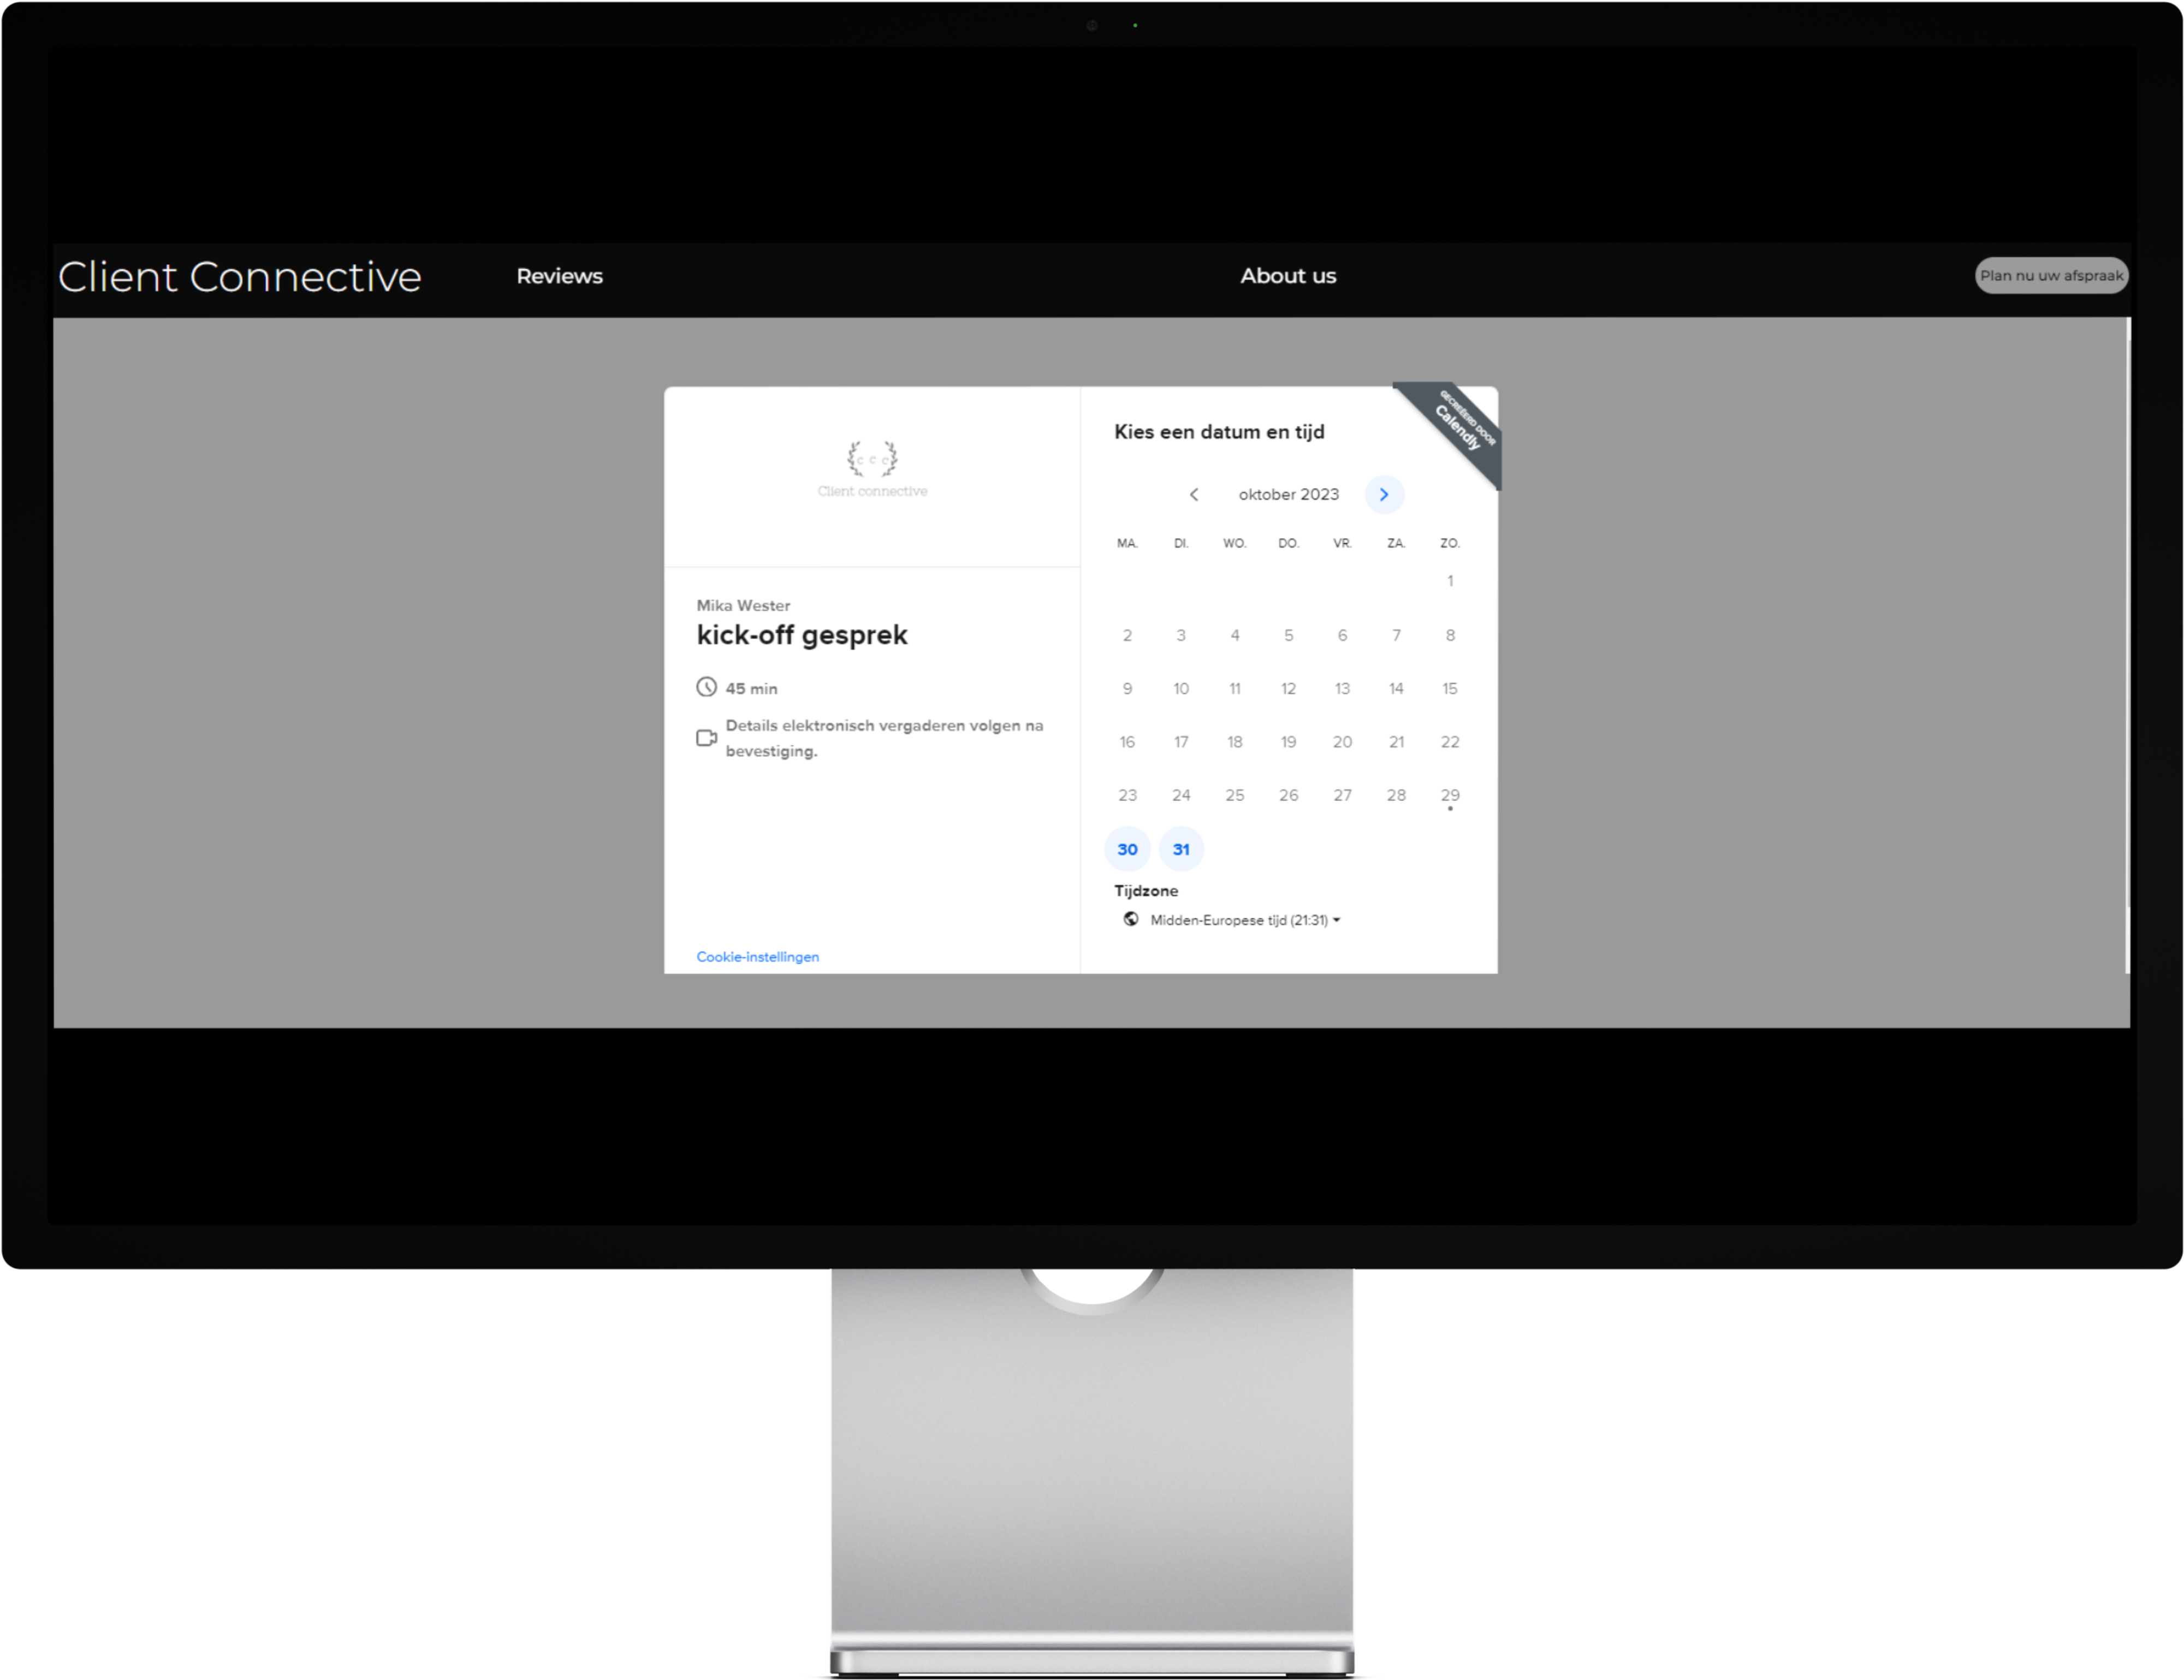 Client Connective
Reviews
About us
Plan nu uw afspraak
C C C
Client connective
Mika Wester
kick-off gesprek
45 min
Details elektronisch vergaderen volgen na
bevestiging.
Cookie-instellingen
GECREËERD DOOR
Calendly
Kies een datum en tijd
oktober 2023
MA. DI. WO. DO. VR. ZA. ZO.
1
2 3 4 5 6 7 8
9 10 11 12 13 14 15
16 17 18 19 20 21 22
23 24 25 26 27 28 29
30 31
Tijdzone
Midden-Europese tijd (21:31)